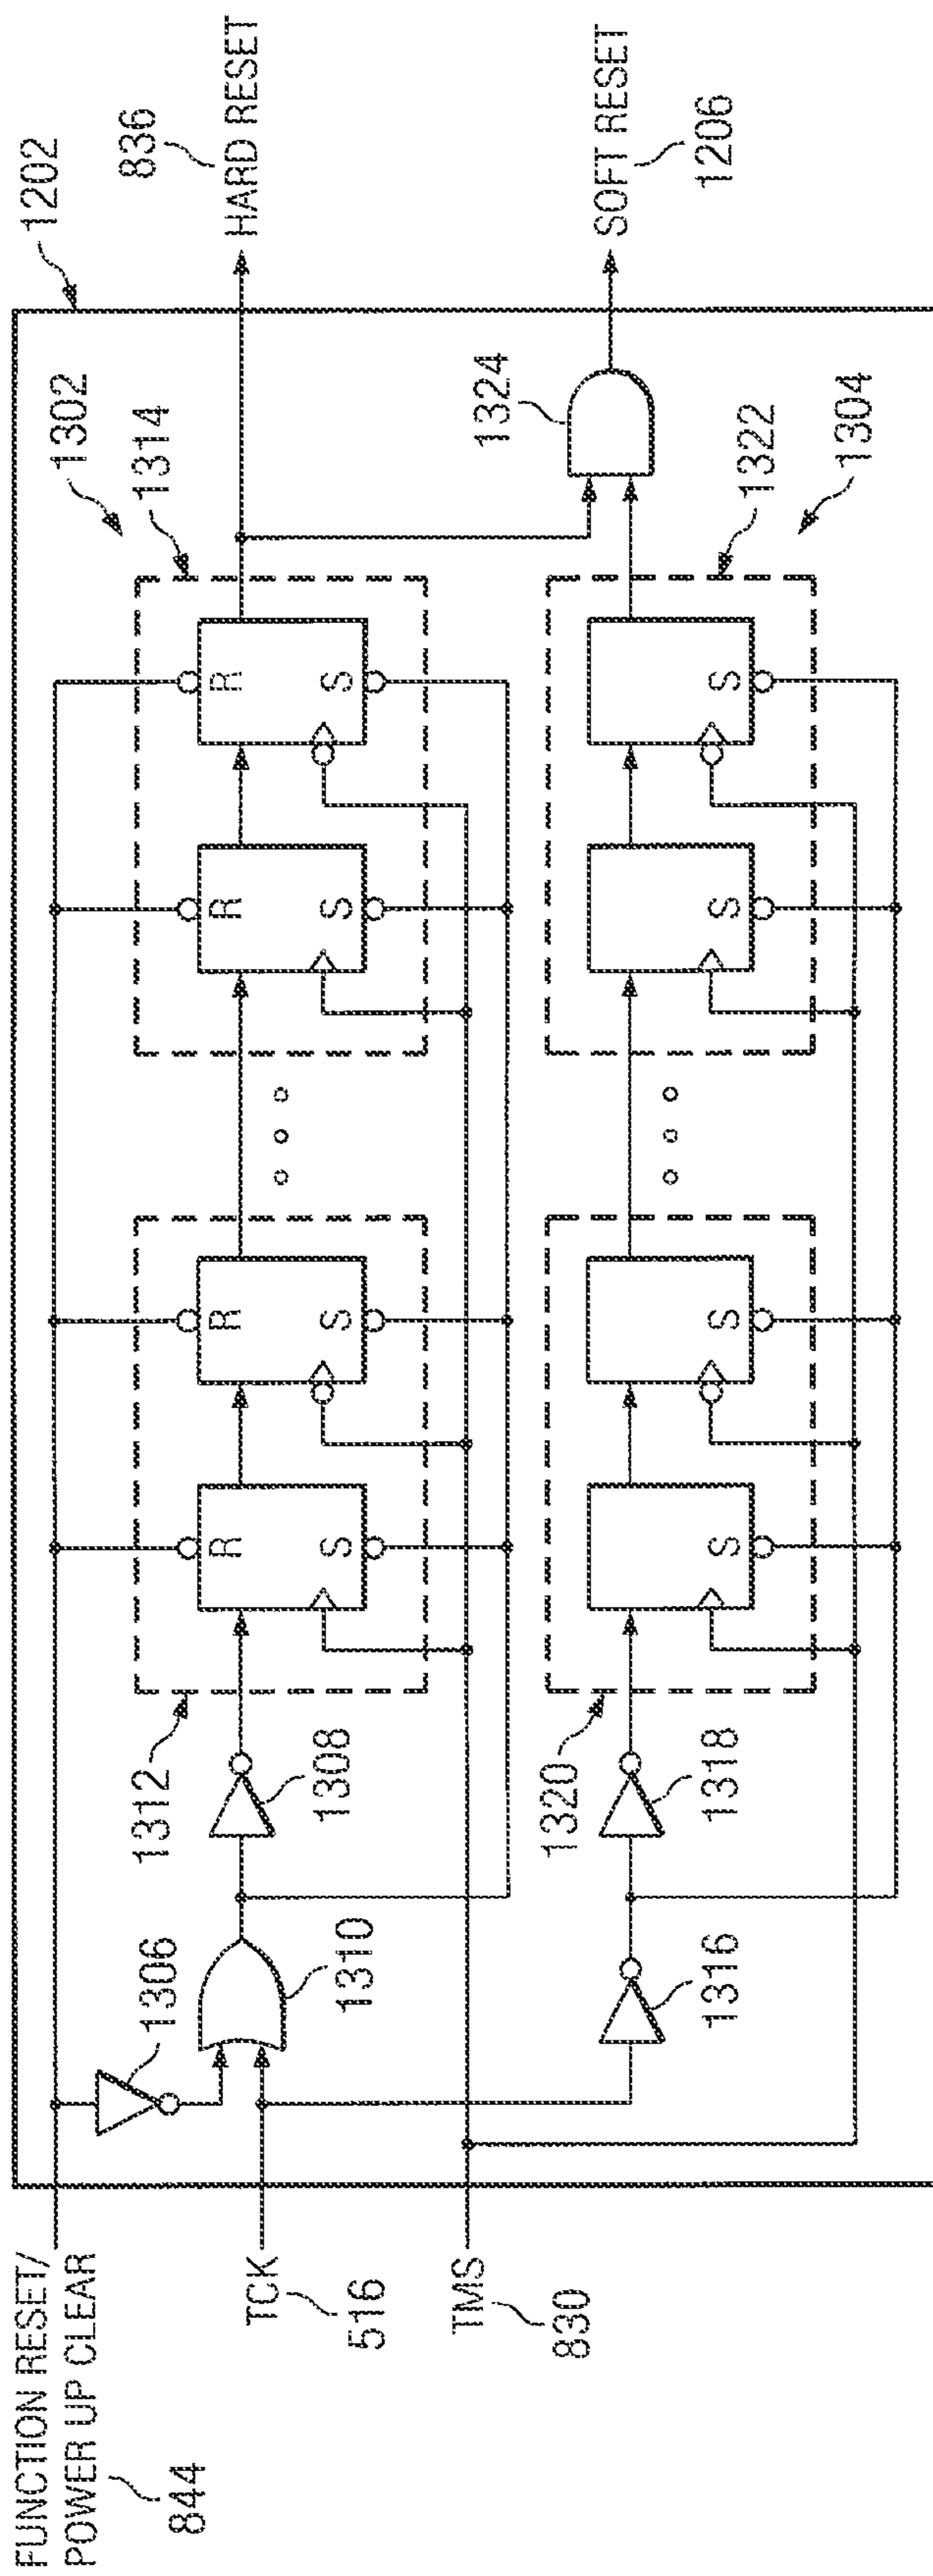 FUNCTION RESET/
POWER UP CLEAR
844
TCK
516
TMS
830
1306
1310
1308
1312
R
S
R
S
R
S
R
S
1314
1302
1202
836
HARD RESET
1316
1318
1320
S
S
S
S
1322
1304
1324
SOFT RESET
1206